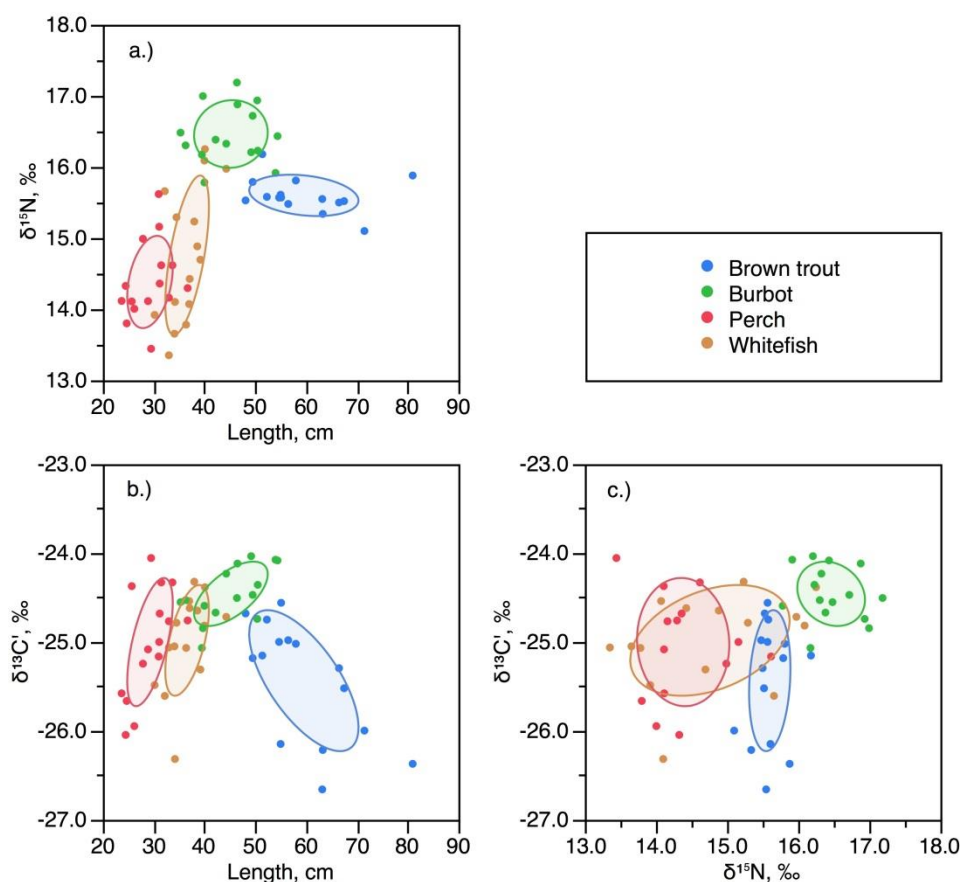 a.)
18.0
17.0
16.0
15.0
14.0
13.0
δ¹⁵N, ‰
20 30 40 50 60 70 80 90
Length, cm
Brown trout
Burbot
Perch
Whitefish
b.)
-23.0
-24.0
-25.0
-26.0
-27.0
δ¹³C', ‰
20 30 40 50 60 70 80 90
Length, cm
c.)
-23.0
-24.0
-25.0
-26.0
-27.0
δ¹³C', ‰
13.0 14.0 15.0 16.0 17.0 18.0
δ¹⁵N, ‰